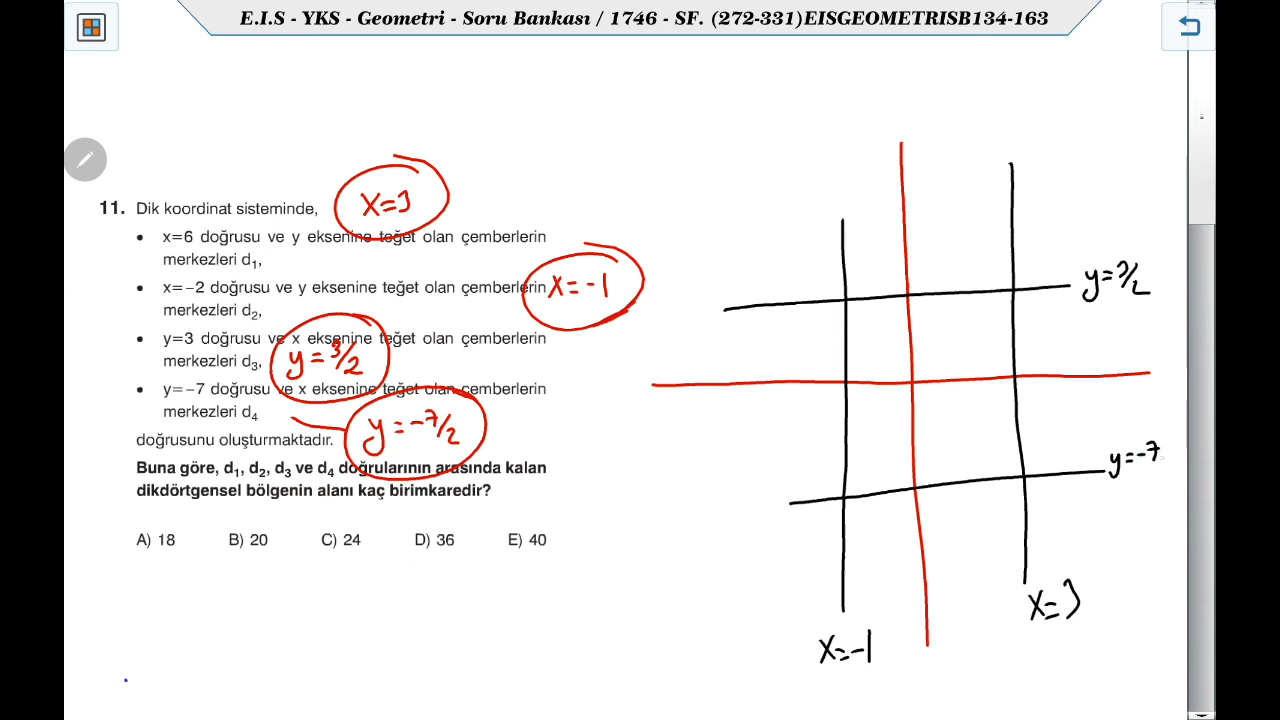 E.I.S - YKS - Geometri - Soru Bankası / 1746 - SF. (272-331)EISGEOMETRISB134-163
11. Dik koordinat sisteminde,
x=3
• x=6 doğrusu ve y eksenine teğet olan çemberlerin
merkezleri d1,
• x=−2 doğrusu ve y eksenine teğet olan çemberlerin
x=-1
merkezleri d2,
• y=3 doğrusu ve x eksenine teğet olan çemberlerin
merkezleri d3,
y=3/2
• y=−7 doğrusu ve x eksenine teğet olan çemberlerin
merkezleri d4
y=-7/2
doğrusunu oluşturmaktadır.
Buna göre, d1, d2, d3 ve d4 doğrularının arasında kalan
dikdörtgensel bölgenin alanı kaç birimkaredir?
A) 18 B) 20 C) 24 D) 36 E) 40
y=3/2
y=-7
x=3
x=-1